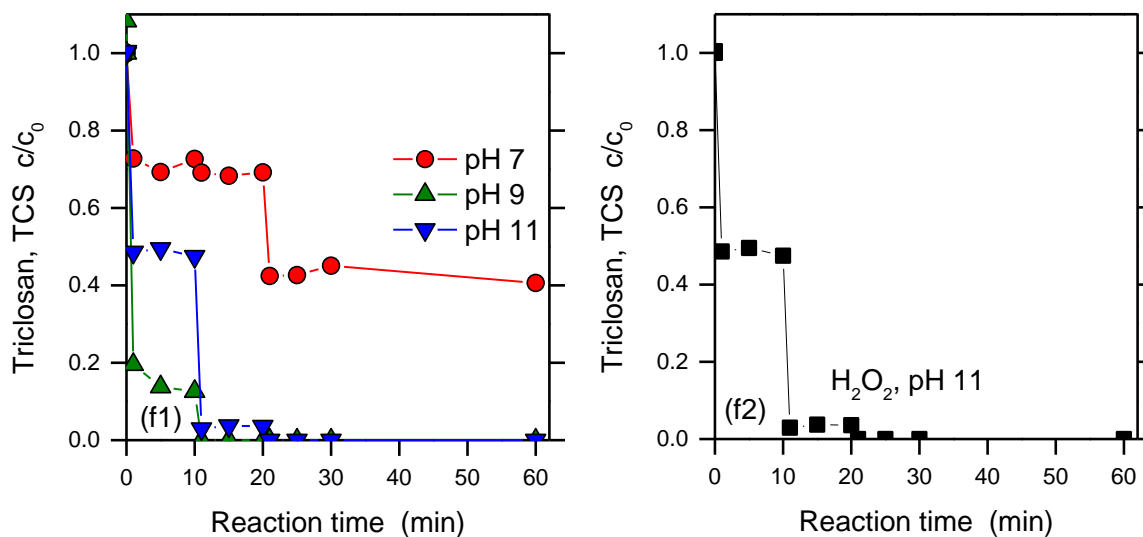 1.0
0.8
0.6
0.4
0.2
0.0
Triclosan, TCS c/c0
pH 7
pH 9
pH 11
(f1)
0 10 20 30 40 50 60
Reaction time (min)
1.0
0.8
0.6
0.4
0.2
0.0
Triclosan, TCS c/c0
H2O2, pH 11
(f2)
0 10 20 30 40 50 60
Reaction time (min)